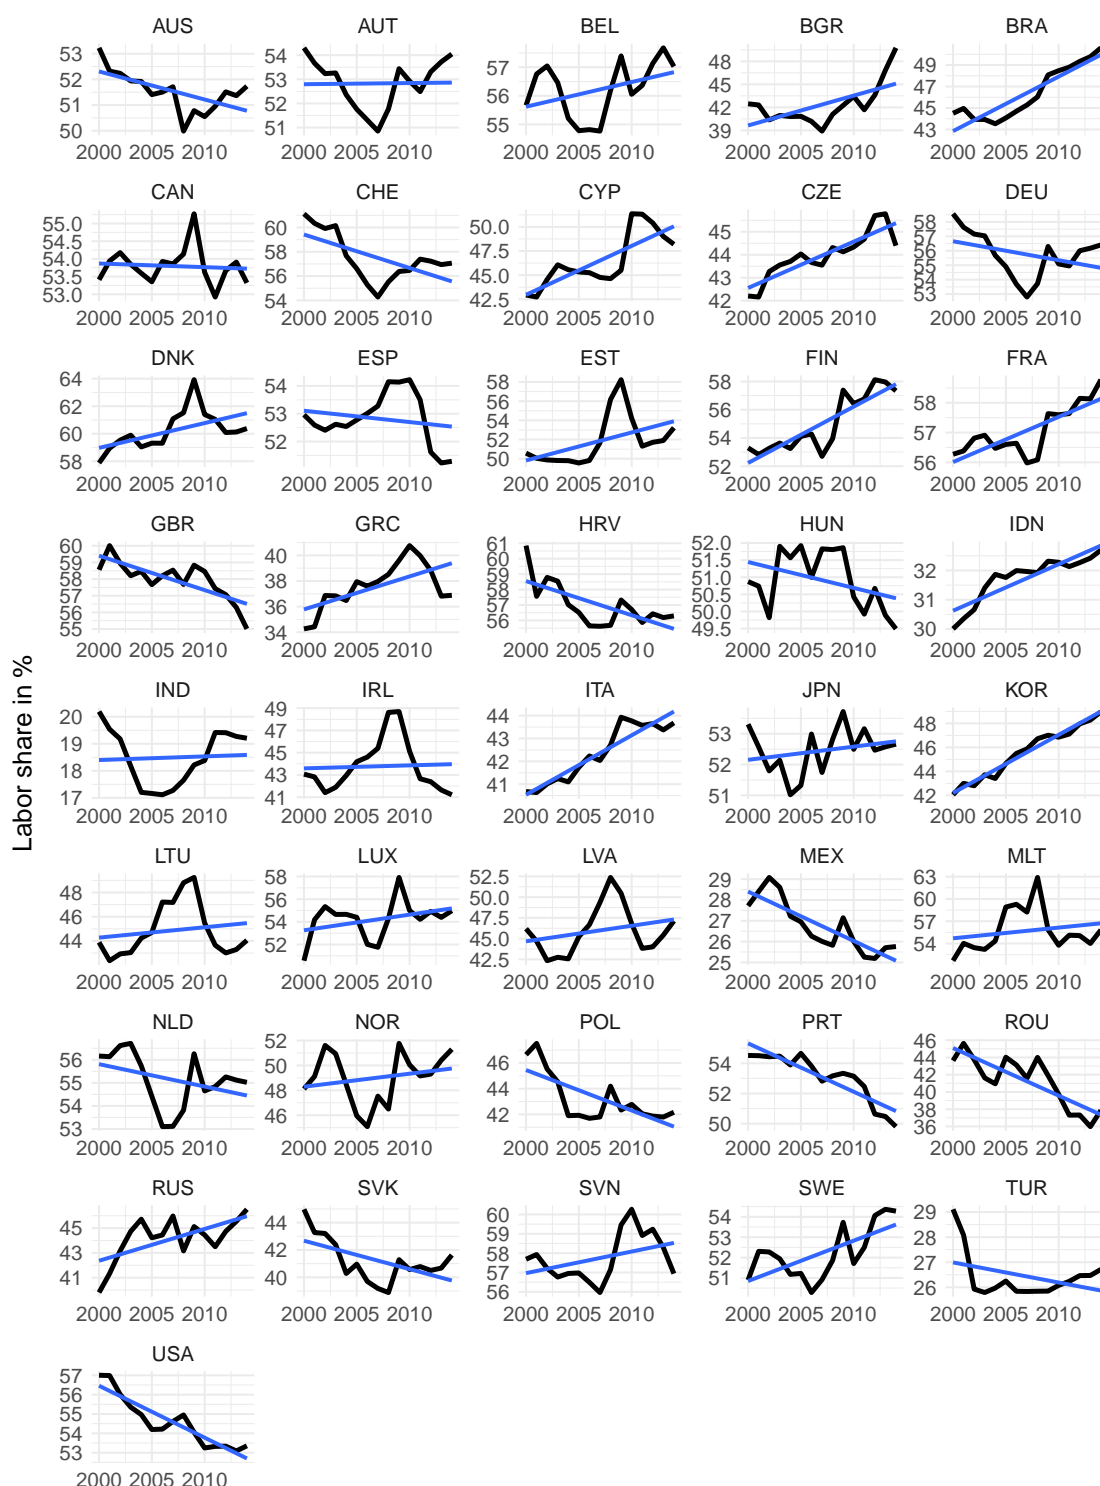 Labor share in %
AUS AUT BEL BGR BRA
53 52 51 50
54 53 52 51
57 56 55
48 45 42 39
49 47 45 43
2000 2005 2010 2000 2005 2010 2000 2005 2010 2000 2005 2010 2000 2005 2010
CAN CHE CYP CZE DEU
55.0 54.5 54.0 53.5 53.0
60 58 56 54
50.0 47.5 45.0 42.5
45 44 43 42
58 57 56 55 54 53
2000 2005 2010 2000 2005 2010 2000 2005 2010 2000 2005 2010 2000 2005 2010
DNK ESP EST FIN FRA
64 62 60 58
54 53 52
58 56 54 52 50
58 56 54 52
58 57 56
2000 2005 2010 2000 2005 2010 2000 2005 2010 2000 2005 2010 2000 2005 2010
GBR GRC HRV HUN IDN
60 59 58 57 56 55
40 38 36 34
61 60 59 58 57 56
52.0 51.5 51.0 50.5 50.0 49.5
32 31 30
2000 2005 2010 2000 2005 2010 2000 2005 2010 2000 2005 2010 2000 2005 2010
IND IRL ITA JPN KOR
20 19 18 17
49 47 45 43 41
44 43 42 41
53 52 51
48 46 44 42
2000 2005 2010 2000 2005 2010 2000 2005 2010 2000 2005 2010 2000 2005 2010
LTU LUX LVA MEX MLT
48 46 44
58 56 54 52
52.5 50.0 47.5 45.0 42.5
29 28 27 26 25
63 60 57 54
2000 2005 2010 2000 2005 2010 2000 2005 2010 2000 2005 2010 2000 2005 2010
NLD NOR POL PRT ROU
56 55 54 53
52 50 48 46
46 44 42
54 52 50
46 44 42 40 38 36
2000 2005 2010 2000 2005 2010 2000 2005 2010 2000 2005 2010 2000 2005 2010
RUS SVK SVN SWE TUR
45 43 41
44 42 40
60 59 58 57 56
54 53 52 51
29 28 27 26
2000 2005 2010 2000 2005 2010 2000 2005 2010 2000 2005 2010 2000 2005 2010
USA
57 56 55 54 53
2000 2005 2010